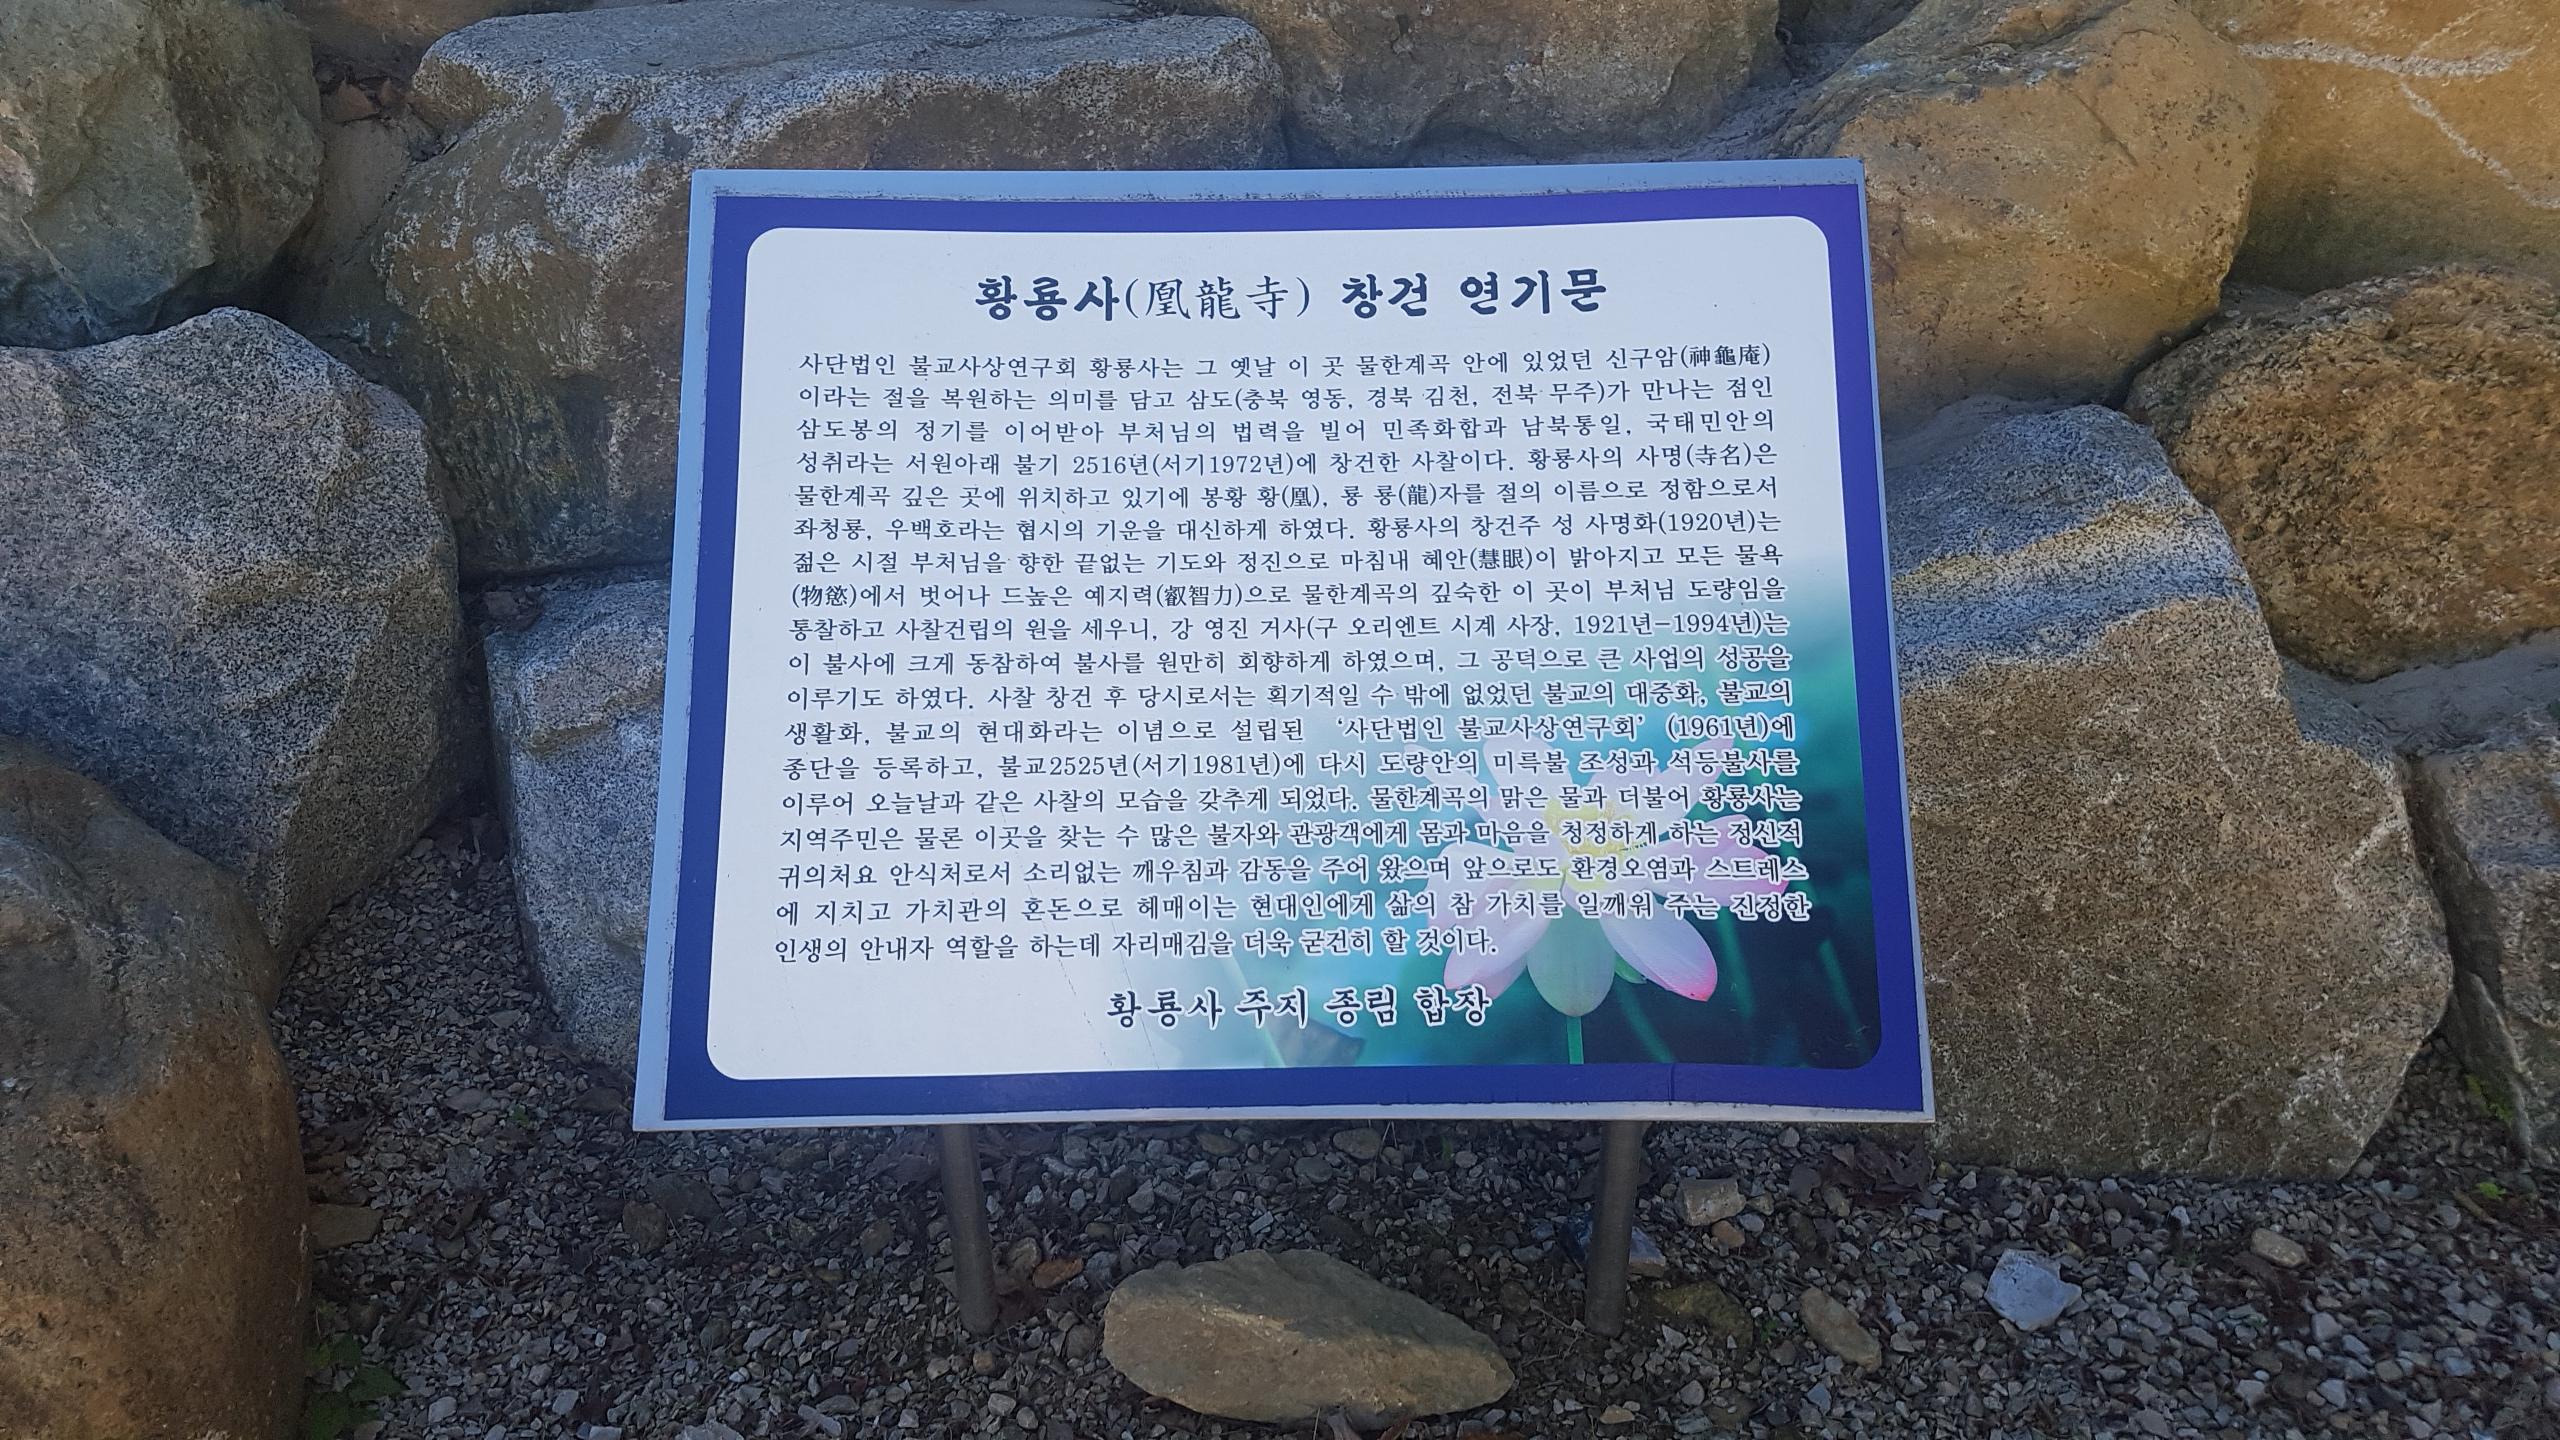 황룡사(凰龍寺) 창건 연기문
사단법인 불교사상연구회 황룡사는 그 옛날 이 곳 물한계곡 안에 있었던 신구암(神龜庵)
이라는 절을 복원하는 의미를 담고 삼도(충북 영동, 경북 김천, 전북 무주)가 만나는 점인
삼도봉의 정기를 이어받아 부처님의 법력을 빌어 민족화합과 남북통일, 국태민안의
성취라는 서원아래 불기 2516년(서기1972년)에 창건한 사찰이다. 황룡사의 사명(寺名)은
물한계곡 깊은 곳에 위치하고 있기에 봉황 황(凰), 룡 룡(龍)자를 절의 이름으로 정함으로서
좌청룡, 우백호라는 협시의 기운을 대신하게 하였다. 황룡사의 창건주 성 사명화(1920년)는
젊은 시절 부처님을 향한 끝없는 기도와 정진으로 마침내 혜안(慧眼)이 밝아지고 모든 물욕
(物慾)에서 벗어나 드높은 예지력(叡智力)으로 물한계곡의 깊숙한 이 곳이 부처님 도량임을
통찰하고 사찰건립의 원을 세우니, 강 영진 거사(구 오리엔트 시계 사장, 1921년-1994년)는
이 불사에 크게 동참하여 불사를 원만히 회향하게 하였으며, 그 공덕으로 큰 사업의 성공을
이루기도 하였다. 사찰 창건 후 당시로서는 획기적일 수 밖에 없었던 불교의 대중화, 불교의
생활화, 불교의 현대화라는 이념으로 설립된 ‘사단법인 불교사상연구회’ (1961년)에
종단을 등록하고, 불교2525년(서기1981년)에 다시 도량안의 미륵불 조성과 석등불사를
이루어 오늘날과 같은 사찰의 모습을 갖추게 되었다. 물한계곡의 맑은 물과 더불어 황룡사는
지역주민은 물론 이곳을 찾는 수 많은 불자와 관광객에게 몸과 마음을 청정하게 하는 정신적
귀의처요 안식처로서 소리없는 깨우침과 감동을 주어 왔으며 앞으로도 환경오염과 스트레스
에 지치고 가치관의 혼돈으로 헤매이는 현대인에게 삶의 참 가치를 일깨워 주는 진정한
인생의 안내자 역할을 하는데 자리매김을 더욱 굳건히 할 것이다.
황룡사 주지 종림 합장